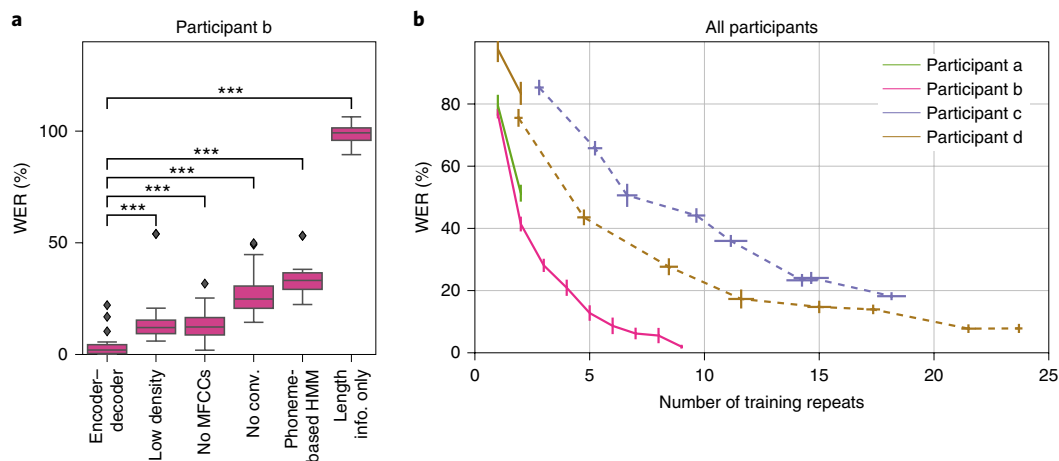 a
Participant b
WER (%)
100
50
0
***
***
***
***
***
Encoder–
decoder
Low density
No MFCCs
No conv.
Phoneme-
based HMM
Length
info. only
b
All participants
WER (%)
80
60
40
20
0
0
5
10
15
20
25
Number of training repeats
Participant a
Participant b
Participant c
Participant d